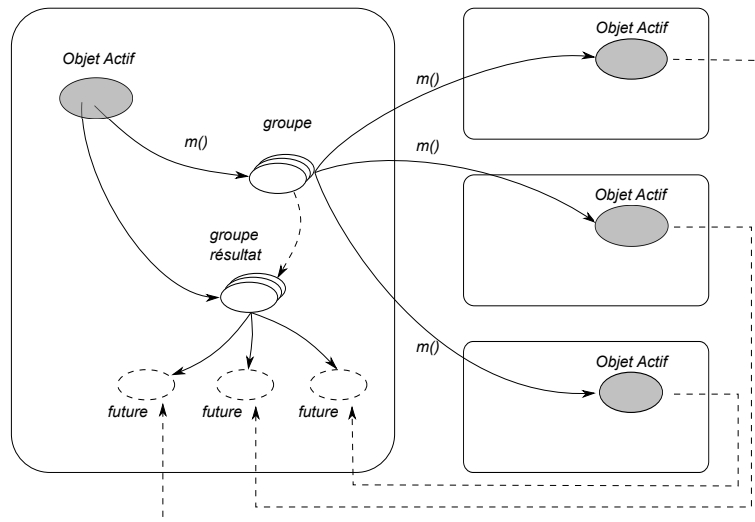 Objet Actif
m()
groupe
groupe
résultat
future
future
future
m()
Objet Actif
m()
Objet Actif
m()
Objet Actif